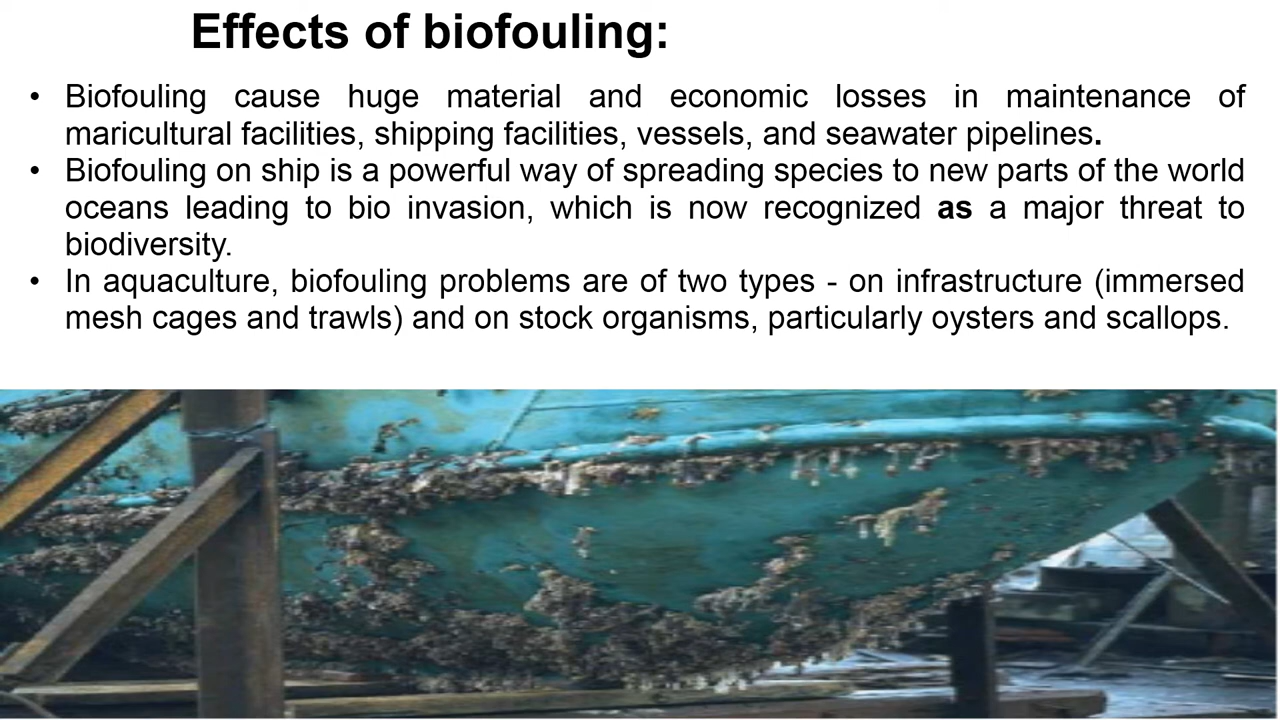 Effects of biofouling:
• Biofouling cause huge material and economic losses in maintenance of
maricultural facilities, shipping facilities, vessels, and seawater pipelines.
• Biofouling on ship is a powerful way of spreading species to new parts of the world
oceans leading to bio invasion, which is now recognized as a major threat to
biodiversity.
• In aquaculture, biofouling problems are of two types - on infrastructure (immersed
mesh cages and trawls) and on stock organisms, particularly oysters and scallops.